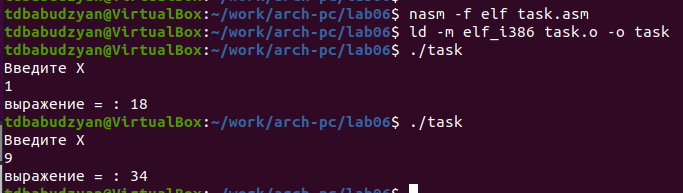 tdbabudzyan@VirtualBox:~/work/arch-pc/lab06$ nasm -f elf task.asm
tdbabudzyan@VirtualBox:~/work/arch-pc/lab06$ ld -m elf_i386 task.o -o task
tdbabudzyan@VirtualBox:~/work/arch-pc/lab06$ ./task
Введите X
1
выражение = : 18
tdbabudzyan@VirtualBox:~/work/arch-pc/lab06$ ./task
Введите X
9
выражение = : 34
tdbabudzyan@VirtualBox:~/work/arch-pc/lab06$